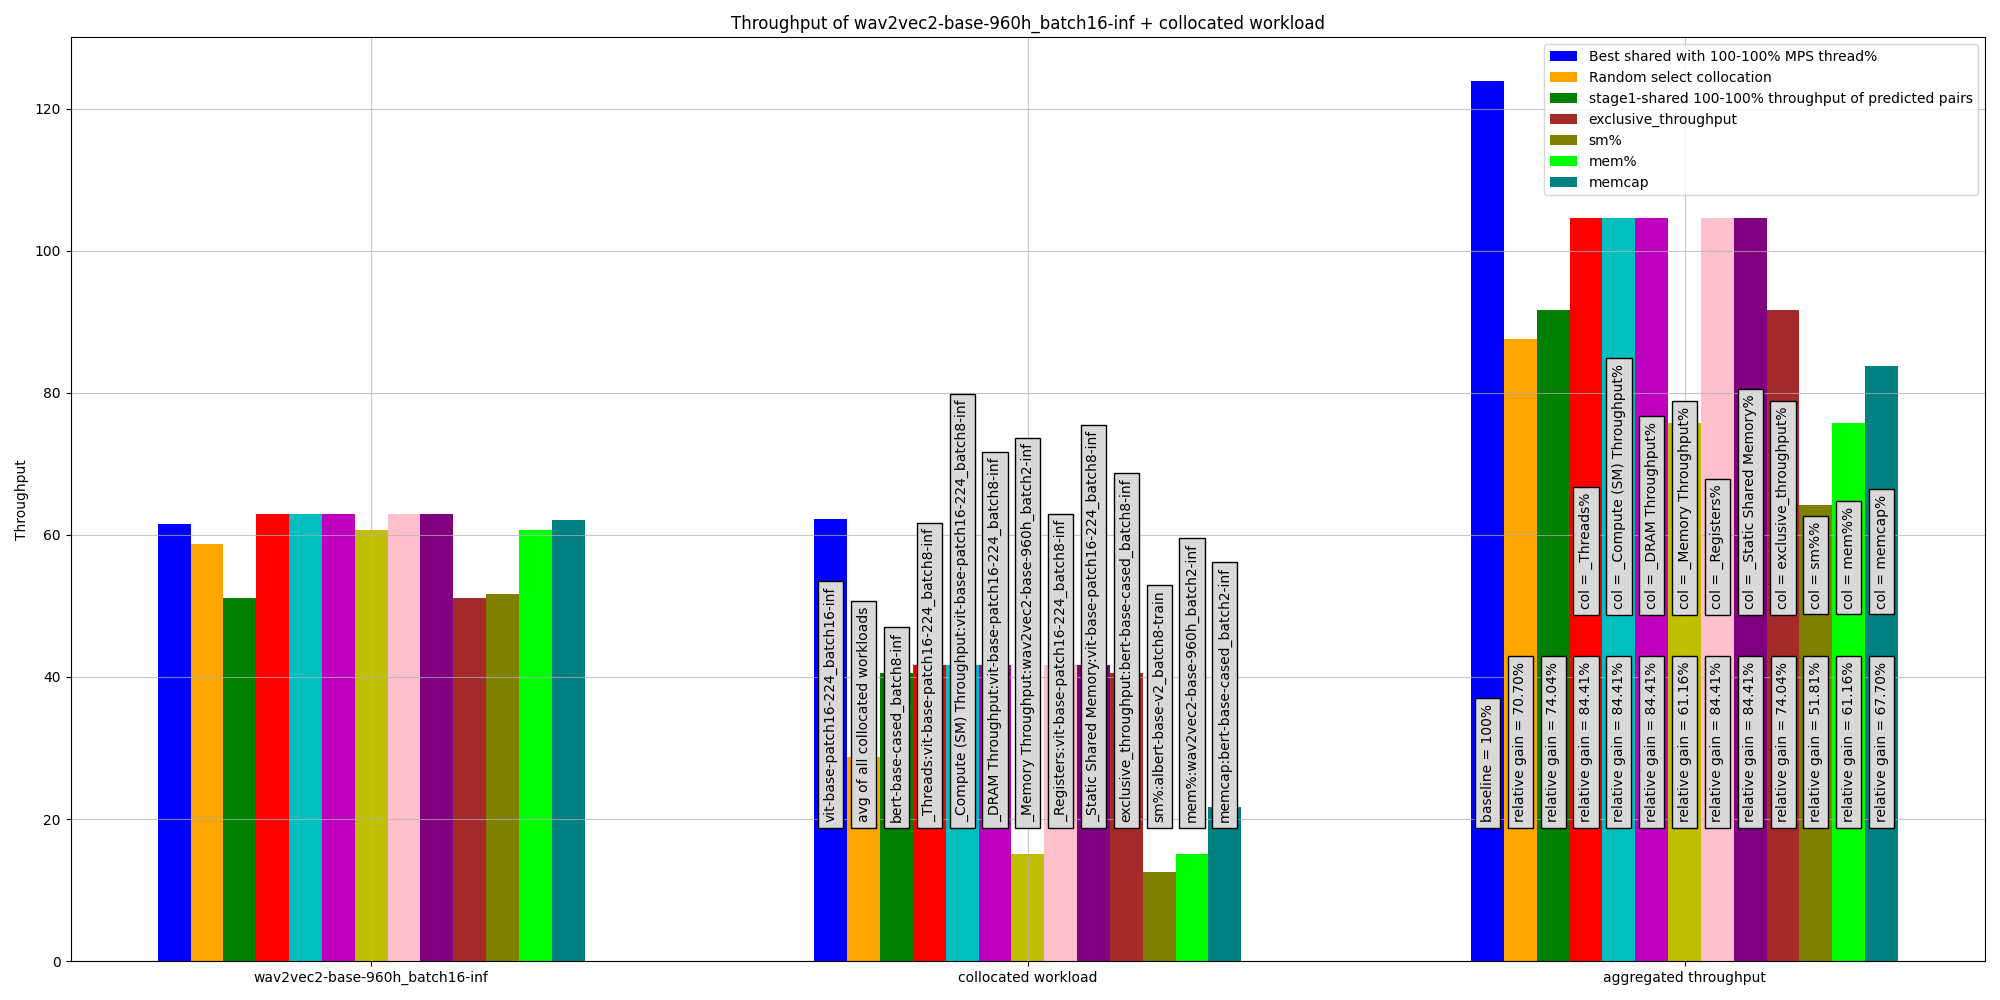 Throughput of wav2vec2-base-960h_batch16-inf + collocated workload
Best shared with 100-100% MPS thread%
Random select collocation
stage1-shared 100-100% throughput of predicted pairs
exclusive_throughput
sm%
mem%
memcap
Throughput
0
20
40
60
80
100
120
vit-base-patch16-224_batch16-inf
avg of all collocated workloads
bert-base-cased_batch8-inf
_Threads:vit-base-patch16-224_batch8-inf
_Compute (SM) Throughput:vit-base-patch16-224_batch8-inf
_DRAM Throughput:vit-base-patch16-224_batch8-inf
_Memory Throughput:wav2vec2-base-960h_batch2-inf
_Registers:vit-base-patch16-224_batch8-inf
_Static Shared Memory:vit-base-patch16-224_batch8-inf
exclusive_throughput:bert-base-cased_batch8-inf
sm%:albert-base-v2_batch8-train
mem%:wav2vec2-base-960h_batch2-inf
memcap:bert-base-cased_batch2-inf
col = _Threads%
col = _Compute (SM) Throughput%
col = _DRAM Throughput%
col = _Memory Throughput%
col = _Registers%
col = _Static Shared Memory%
col = exclusive_throughput%
col = sm%%
col = mem%%
col = memcap%
baseline = 100%
relative gain = 70.70%
relative gain = 74.04%
relative gain = 84.41%
relative gain = 84.41%
relative gain = 84.41%
relative gain = 61.16%
relative gain = 84.41%
relative gain = 84.41%
relative gain = 74.04%
relative gain = 51.81%
relative gain = 61.16%
relative gain = 67.70%
wav2vec2-base-960h_batch16-inf
collocated workload
aggregated throughput